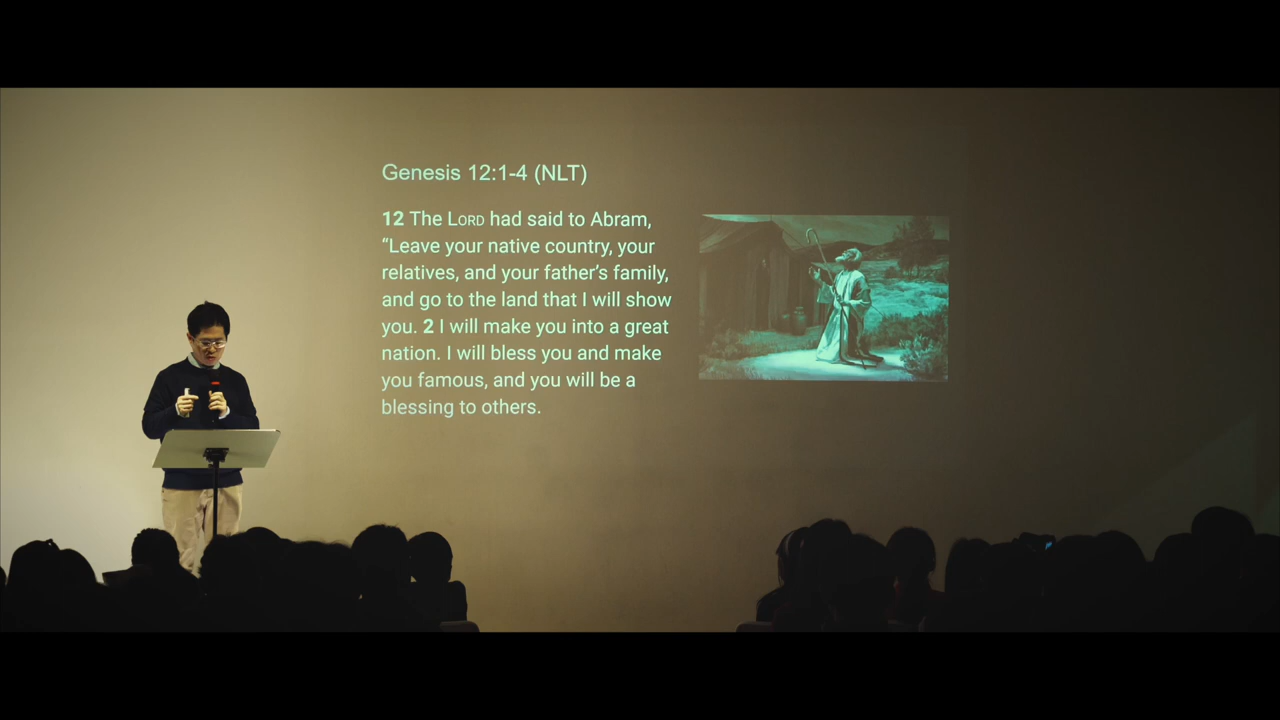 Genesis 12:1-4 (NLT)
12 The LORD had said to Abram,
“Leave your native country, your
relatives, and your father’s family,
and go to the land that I will show
you. 2 I will make you into a great
nation. I will bless you and make
you famous, and you will be a
blessing to others.